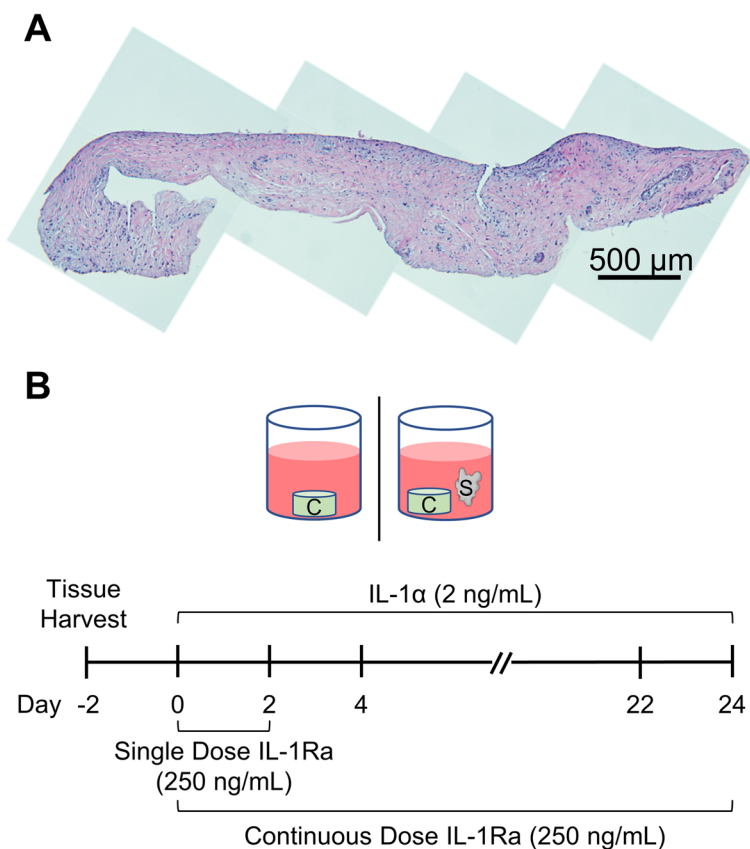 A
500 µm
B
C
C
S
Tissue
Harvest
IL-1α (2 ng/mL)
Day -2 0 2 4 22 24
Single Dose IL-1Ra
(250 ng/mL)
Continuous Dose IL-1Ra (250 ng/mL)